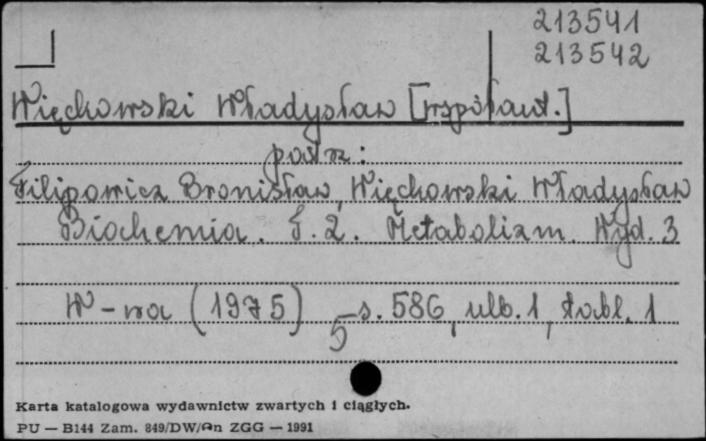 213541
213542
Więckowski Władysław [współaut.]
patrz:
Filipowicz Bronisław, Więckowski Władysław
Biochemia. T. 2. Metabolizm. Wyd. 3
W-wa (1975) s. 586, ulb. 1, tabl. 1
5
Karta katalogowa wydawnictw zwartych i ciągłych.
PU — B144 Zam. 849/DW/An ZGG — 1991